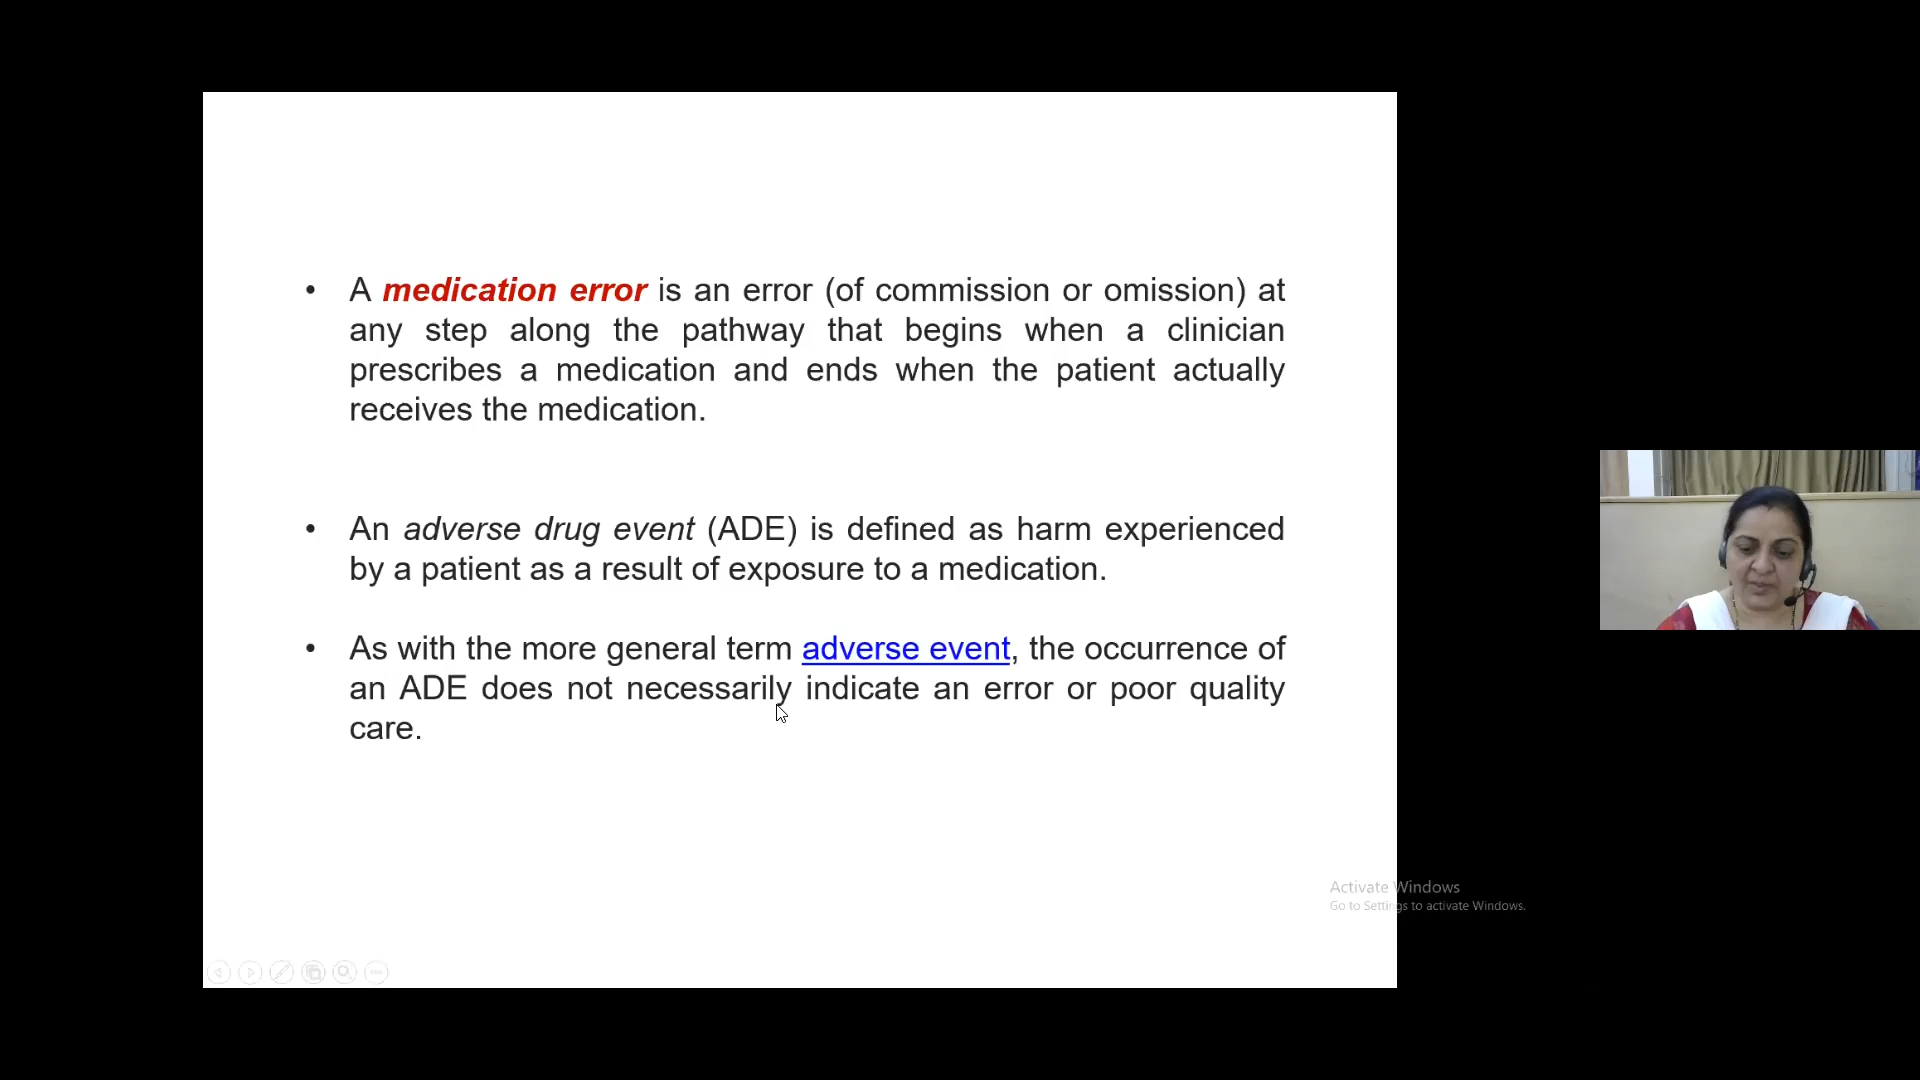 • A medication error is an error (of commission or omission) at
any step along the pathway that begins when a clinician
prescribes a medication and ends when the patient actually
receives the medication.
• An adverse drug event (ADE) is defined as harm experienced
by a patient as a result of exposure to a medication.
• As with the more general term adverse event, the occurrence of
an ADE does not necessarily indicate an error or poor quality
care.
Activate Windows
Go to Settings to activate Windows.